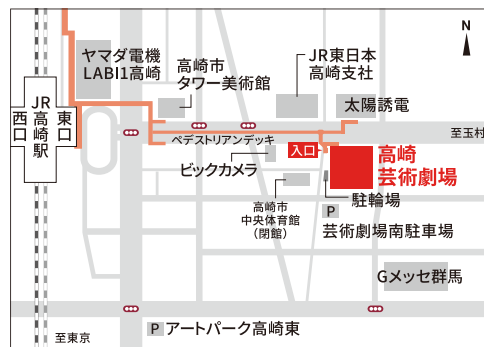 ヤマダ電機
LABI1高崎
高崎市
タワー美術館
JR東日本
高崎支社
太陽誘電
N
西口
JR高崎駅
東口
ペデストリアンデッキ
至玉村
ビックカメラ
入口
高崎
芸術劇場
駐輪場
高崎市
中央体育館
(閉館)
P
芸術劇場南駐車場
Gメッセ群馬
至東京
P アートパーク高崎東